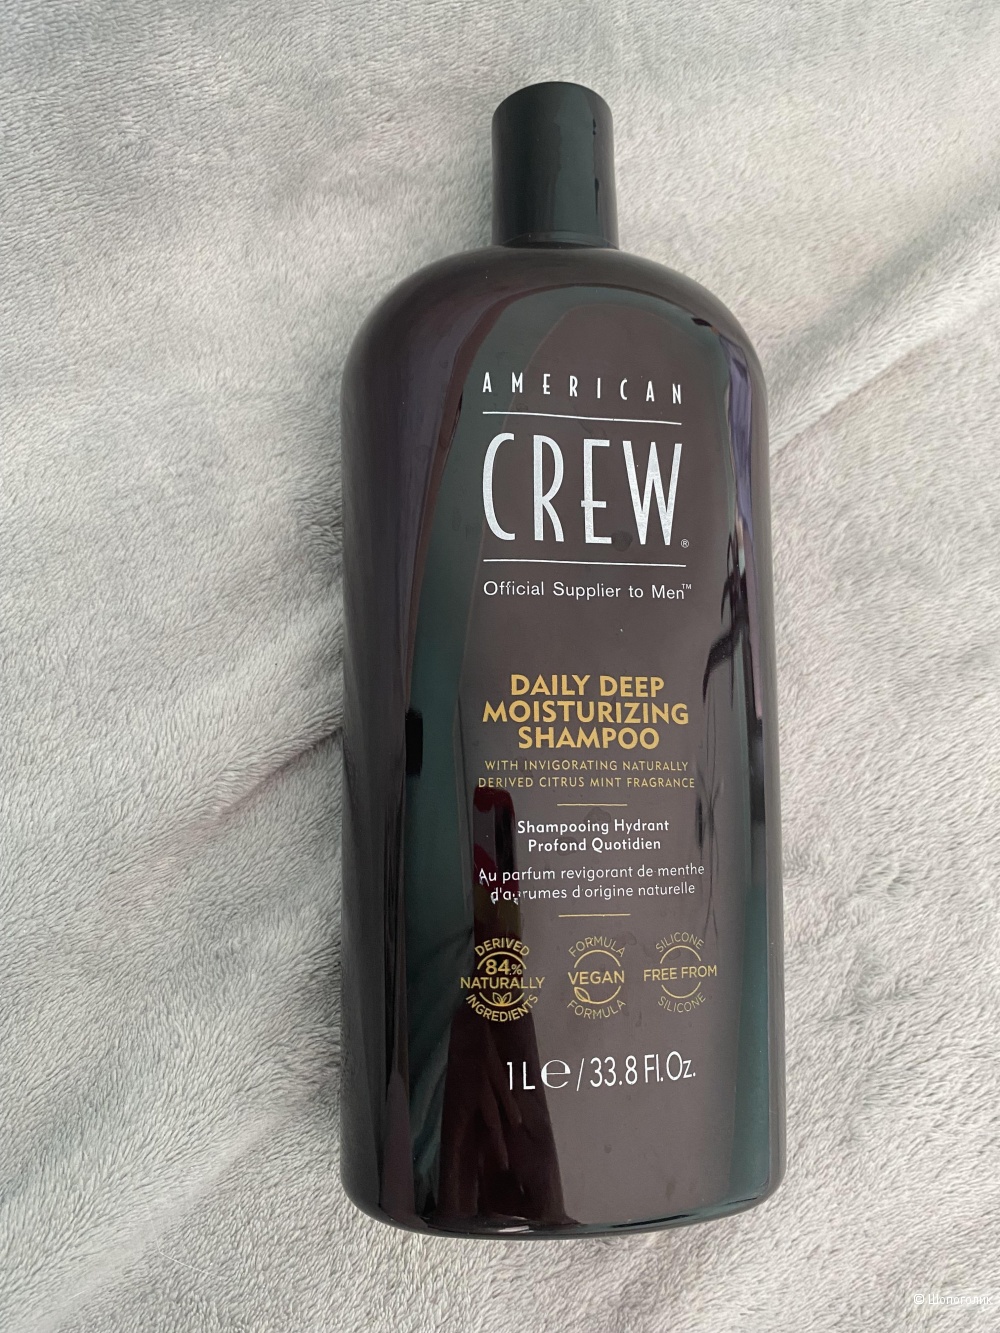 AMERICAN
CREW®
Official Supplier to Men™
DAILY DEEP
MOISTURIZING
SHAMPOO
WITH INVIGORATING NATURALLY
DERIVED CITRUS MINT FRAGRANCE
Shampooing Hydrant
Profond Quotidien
Au parfum revigorant de menthe
d'agrumes d'origine naturelle
DERIVED
84%
NATURALLY
INGREDIENTS
FORMULA
VEGAN
FORMULA
SILICONE
FREE FROM
SILICONE
1 L ℮ / 33.8 Fl.Oz.
© Шопоголик